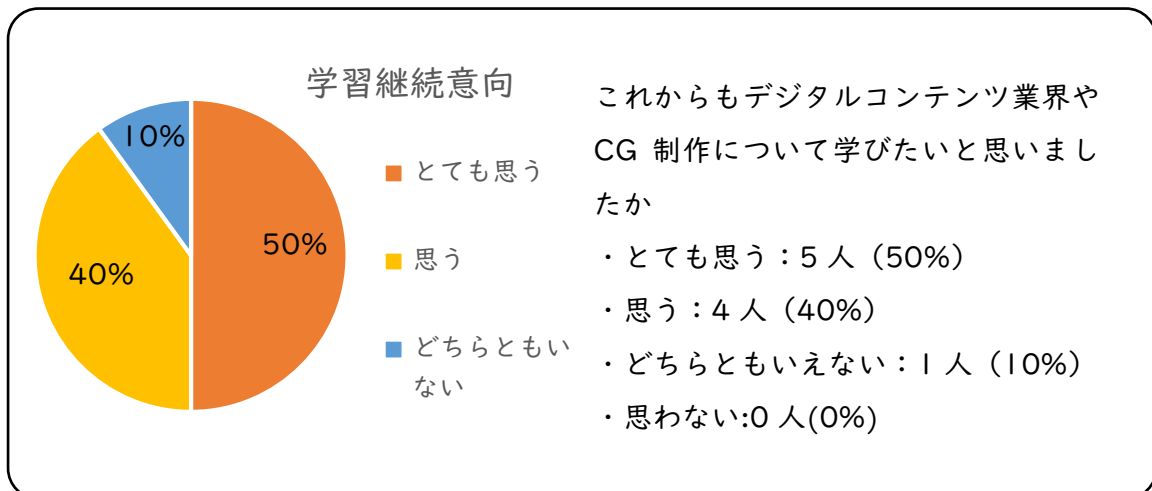 学習継続意向
10%
50%
40%
とても思う
思う
どちらともい
ない
これからもデジタルコンテンツ業界や
CG 制作について学びたいと思いまし
たか
・とても思う：5 人（50%）
・思う：4 人（40%）
・どちらともいえない：1 人（10%）
・思わない:0 人(0%)